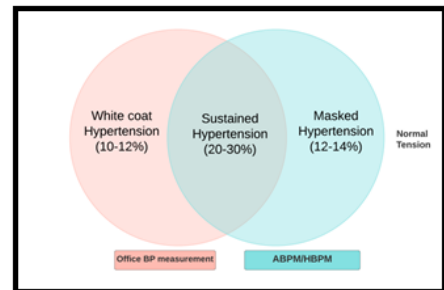 White coat
Hypertension
(10-12%)
Sustained
Hypertension
(20-30%)
Masked
Hypertension
(12-14%)
Normal
Tension
Office BP measurement
ABPM/HBPM